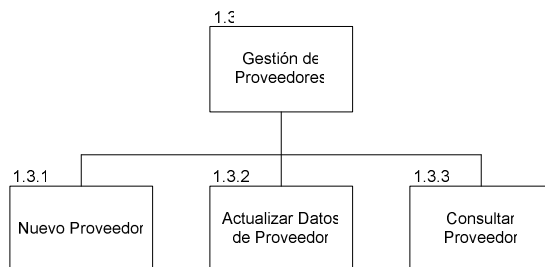 1.3
Gestión de
Proveedores
1.3.1
1.3.2
1.3.3
Nuevo Proveedor
Actualizar Datos
de Proveedor
Consultar
Proveedor